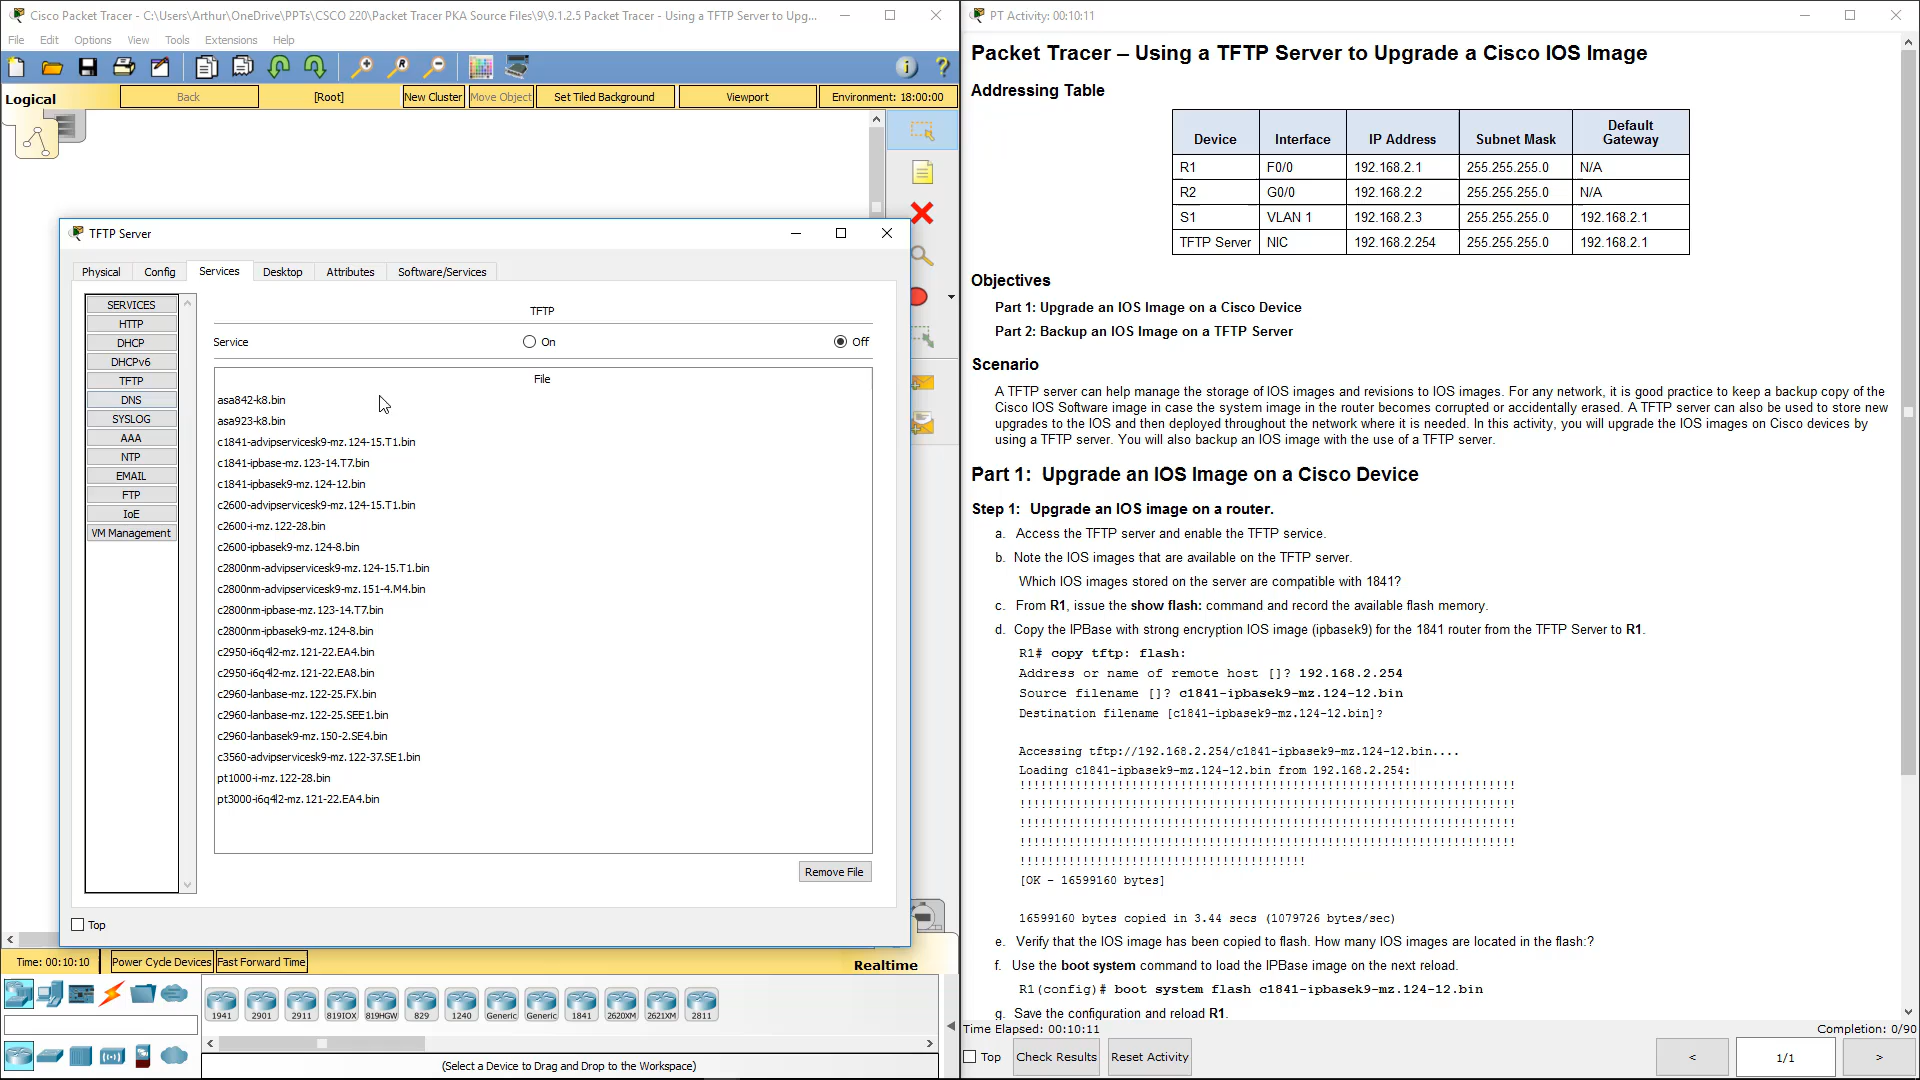 Cisco Packet Tracer - C:\Users\Arthur\OneDrive\PPTs\CSCO 220\Packet Tracer PKA Source Files\9\9.1.2.5 Packet Tracer - Using a TFTP Server to Upg...
File Edit Options View Tools Extensions Help
Logical Back [Root] New Cluster Move Object Set Tiled Background Viewport Environment: 18:00:00
TFTP Server
Physical Config Services Desktop Attributes Software/Services
SERVICES
HTTP
DHCP
DHCPv6
TFTP
DNS
SYSLOG
AAA
NTP
EMAIL
FTP
IoE
VM Management
TFTP
Service On Off
File
asa842-k8.bin
asa923-k8.bin
c1841-advipservicesk9-mz.124-15.T1.bin
c1841-ipbase-mz.123-14.T7.bin
c1841-ipbasek9-mz.124-12.bin
c2600-advipservicesk9-mz.124-15.T1.bin
c2600-i-mz.122-28.bin
c2600-ipbasek9-mz.124-8.bin
c2800nm-advipservicesk9-mz.124-15.T1.bin
c2800nm-advipservicesk9-mz.151-4.M4.bin
c2800nm-ipbase-mz.123-14.T7.bin
c2800nm-ipbasek9-mz.124-8.bin
c2950-i6q4l2-mz.121-22.EA4.bin
c2950-i6q4l2-mz.121-22.EA8.bin
c2960-lanbase-mz.122-25.FX.bin
c2960-lanbase-mz.122-25.SEE1.bin
c2960-lanbasek9-mz.150-2.SE4.bin
c3560-advipservicesk9-mz.122-37.SE1.bin
pt1000-i-mz.122-28.bin
pt3000-i6q4l2-mz.121-22.EA4.bin
Remove File
Top
Time: 00:10:10 Power Cycle Devices Fast Forward Time Realtime
1941 2901 2911 819IOX 819HGW 829 1240 Generic Generic 1841 2620XM 2621XM 2811
(Select a Device to Drag and Drop to the Workspace)
PT Activity: 00:10:11
Packet Tracer – Using a TFTP Server to Upgrade a Cisco IOS Image
Addressing Table
Device Interface IP Address Subnet Mask Default Gateway
R1 F0/0 192.168.2.1 255.255.255.0 N/A
R2 G0/0 192.168.2.2 255.255.255.0 N/A
S1 VLAN 1 192.168.2.3 255.255.255.0 192.168.2.1
TFTP Server NIC 192.168.2.254 255.255.255.0 192.168.2.1
Objectives
Part 1: Upgrade an IOS Image on a Cisco Device
Part 2: Backup an IOS Image on a TFTP Server
Scenario
A TFTP server can help manage the storage of IOS images and revisions to IOS images. For any network, it is good practice to keep a backup copy of the
Cisco IOS Software image in case the system image in the router becomes corrupted or accidentally erased. A TFTP server can also be used to store new
upgrades to the IOS and then deployed throughout the network where it is needed. In this activity, you will upgrade the IOS images on Cisco devices by
using a TFTP server. You will also backup an IOS image with the use of a TFTP server.
Part 1: Upgrade an IOS Image on a Cisco Device
Step 1: Upgrade an IOS image on a router.
a. Access the TFTP server and enable the TFTP service.
b. Note the IOS images that are available on the TFTP server.
Which IOS images stored on the server are compatible with 1841?
c. From R1, issue the show flash: command and record the available flash memory.
d. Copy the IPBase with strong encryption IOS image (ipbasek9) for the 1841 router from the TFTP Server to R1.
R1# copy tftp: flash:
Address or name of remote host []? 192.168.2.254
Source filename []? c1841-ipbasek9-mz.124-12.bin
Destination filename [c1841-ipbasek9-mz.124-12.bin]?
Accessing tftp://192.168.2.254/c1841-ipbasek9-mz.124-12.bin....
Loading c1841-ipbasek9-mz.124-12.bin from 192.168.2.254:
!!!!!!!!!!!!!!!!!!!!!!!!!!!!!!!!!!!!!!!!!!!!!!!!!!!!!!!!!!!!!!!!!!!!!!!
!!!!!!!!!!!!!!!!!!!!!!!!!!!!!!!!!!!!!!!!!!!!!!!!!!!!!!!!!!!!!!!!!!!!!!!
!!!!!!!!!!!!!!!!!!!!!!!!!!!!!!!!!!!!!!!!!!!!!!!!!!!!!!!!!!!!!!!!!!!!!!!
!!!!!!!!!!!!!!!!!!!!!!!!!!!!!!!!!!!!!!!!!!!!!!!!!!!!!!!!!!!!!!!!!!!!!!!
!!!!!!!!!!!!!!!!!!!!!!!!!!!!!!!!!!!!!!!!!
[OK - 16599160 bytes]
16599160 bytes copied in 3.44 secs (1079726 bytes/sec)
e. Verify that the IOS image has been copied to flash. How many IOS images are located in the flash:?
f. Use the boot system command to load the IPBase image on the next reload.
R1(config)# boot system flash c1841-ipbasek9-mz.124-12.bin
g. Save the configuration and reload R1.
Time Elapsed: 00:10:11 Completion: 0/90
Top Check Results Reset Activity < 1/1 >